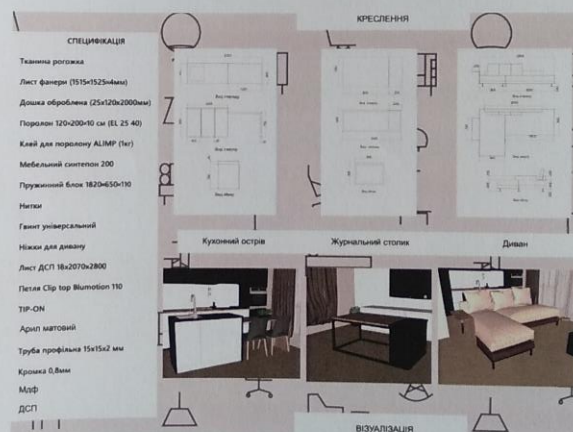 КРЕСЛЕННЯ
СПЕЦИФІКАЦІЯ
Тканина рогожка
Лист фанери (1515×1525×4мм)
Дошка оброблена (25х120х2000мм)
Поролон 120×200×10 см (EL 25 40)
Клей для поролону ALIMP (1кг)
Мебельний синтепон 200
Пружинний блок 1820×650×110
Нитки
Гвинт універсальний
Ніжки для дивану
Лист ДСП 18х2070х2800
Петля Clip top Blumotion 110
TIP-ON
Арил матовий
Труба профільна 15х15х2 мм
Кромка 0,8мм
Мдф
ДСП
Кухонний острів
Журнальний столик
Диван
ВІЗУАЛІЗАЦІЯ